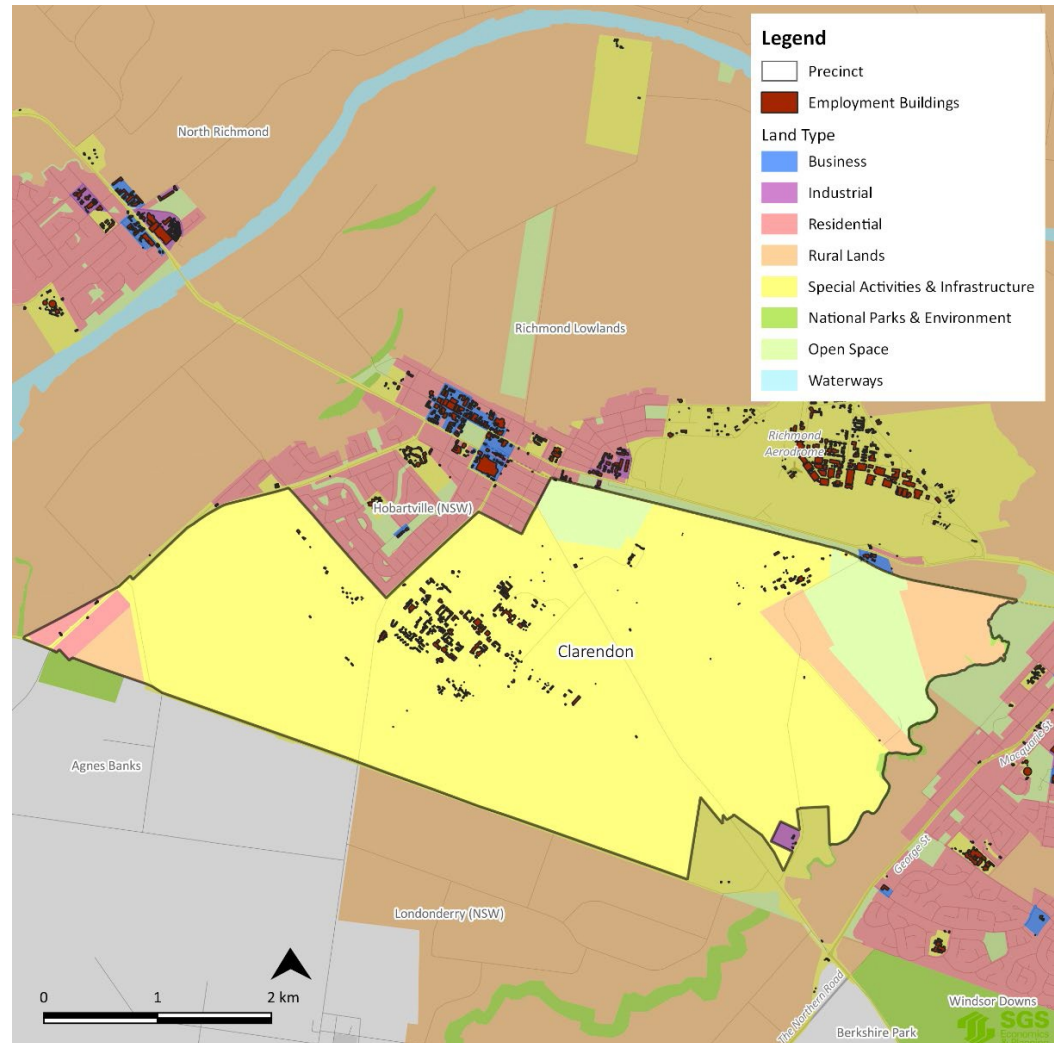 Legend
Precinct
Employment Buildings
Land Type
Business
Industrial
Residential
Rural Lands
Special Activities & Infrastructure
National Parks & Environment
Open Space
Waterways
North Richmond
Richmond Lowlands
Richmond
Aerodrome
Hobartville (NSW)
Clarendon
Agnes Banks
Macquarie St
George St
Londonderry (NSW)
The Northern Road
Windsor Downs
Berkshire Park
0 1 2 km
SGS
Economics
& Planning